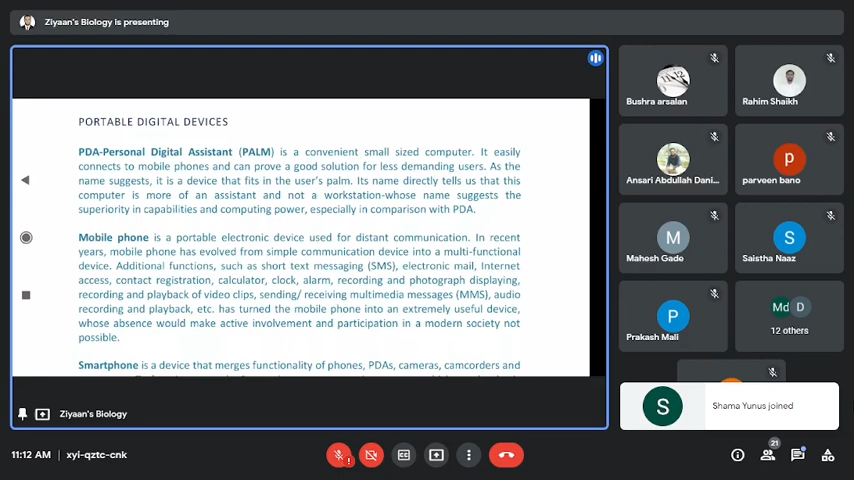 Ziyaan's Biology is presenting
PORTABLE DIGITAL DEVICES
PDA-Personal Digital Assistant (PALM) is a convenient small sized computer. It easily
connects to mobile phones and can prove a good solution for less demanding users. As the
name suggests, it is a device that fits in the user's palm. Its name directly tells us that this
computer is more of an assistant and not a workstation-whose name suggests the
superiority in capabilities and computing power, especially in comparison with PDA.
Mobile phone is a portable electronic device used for distant communication. In recent
years, mobile phone has evolved from simple communication device into a multi-functional
device. Additional functions, such as short text messaging (SMS), electronic mail, Internet
access, contact registration, calculator, clock, alarm, recording and photograph displaying,
recording and playback of video clips, sending/ receiving multimedia messages (MMS), audio
recording and playback, etc. has turned the mobile phone into an extremely useful device,
whose absence would make active involvement and participation in a modern society not
possible.
Smartphone is a device that merges functionality of phones, PDAs, cameras, camcorders and
Ziyaan's Biology
11 12
Bushra arsalan
Rahim Shaikh
Ansari Abdullah Dani...
p
parveen bano
M
Mahesh Gade
S
Saistha Naaz
P
Prakash Mali
Md D
12 others
S
Shama Yunus joined
11:12 AM | xyi-qztc-cnk
CC
21